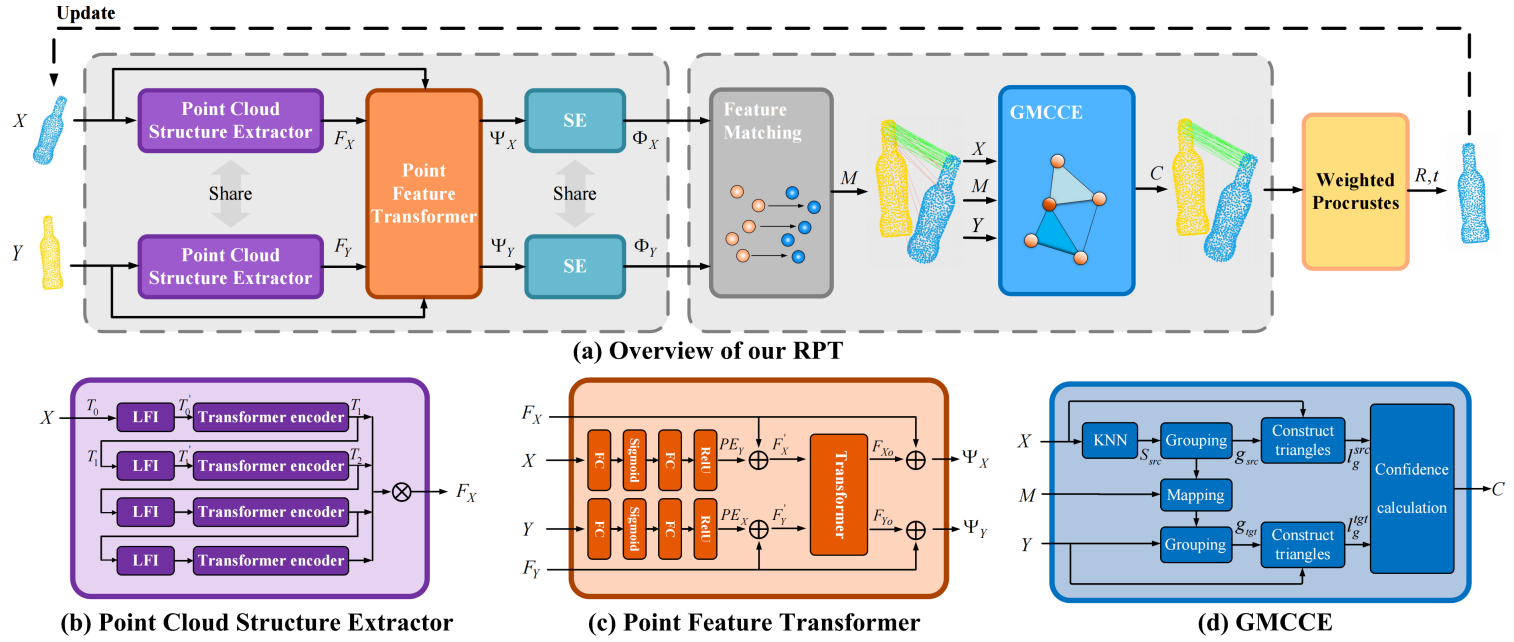 Update
X
Y
Point Cloud
Structure Extractor
Share
Point Cloud
Structure Extractor
F_X
F_Y
Point
Feature
Transformer
Ψ_X
Ψ_Y
SE
Share
SE
Φ_X
Φ_Y
Feature
Matching
M
X
M
Y
GMCCE
C
Weighted
Procrustes
R,t
(a) Overview of our RPT
X
T_0
LFI
T_0'
Transformer encoder
T_1
T_1
LFI
T_1'
Transformer encoder
T_2
LFI
Transformer encoder
LFI
Transformer encoder
F_X
(b) Point Cloud Structure Extractor
F_X
X
FC
Sigmoid
FC
RelU
PE_Y
F_X'
Y
FC
Sigmoid
FC
RelU
PE_X
F_Y'
F_Y
Transformer
F_Xo
F_Yo
Ψ_X
Ψ_Y
(c) Point Feature Transformer
X
M
Y
KNN
S_src
Grouping
g_src
Construct
triangles
l_g^src
Mapping
Grouping
g_tgt
Construct
triangles
l_g^tgt
Confidence
calculation
C
(d) GMCCE